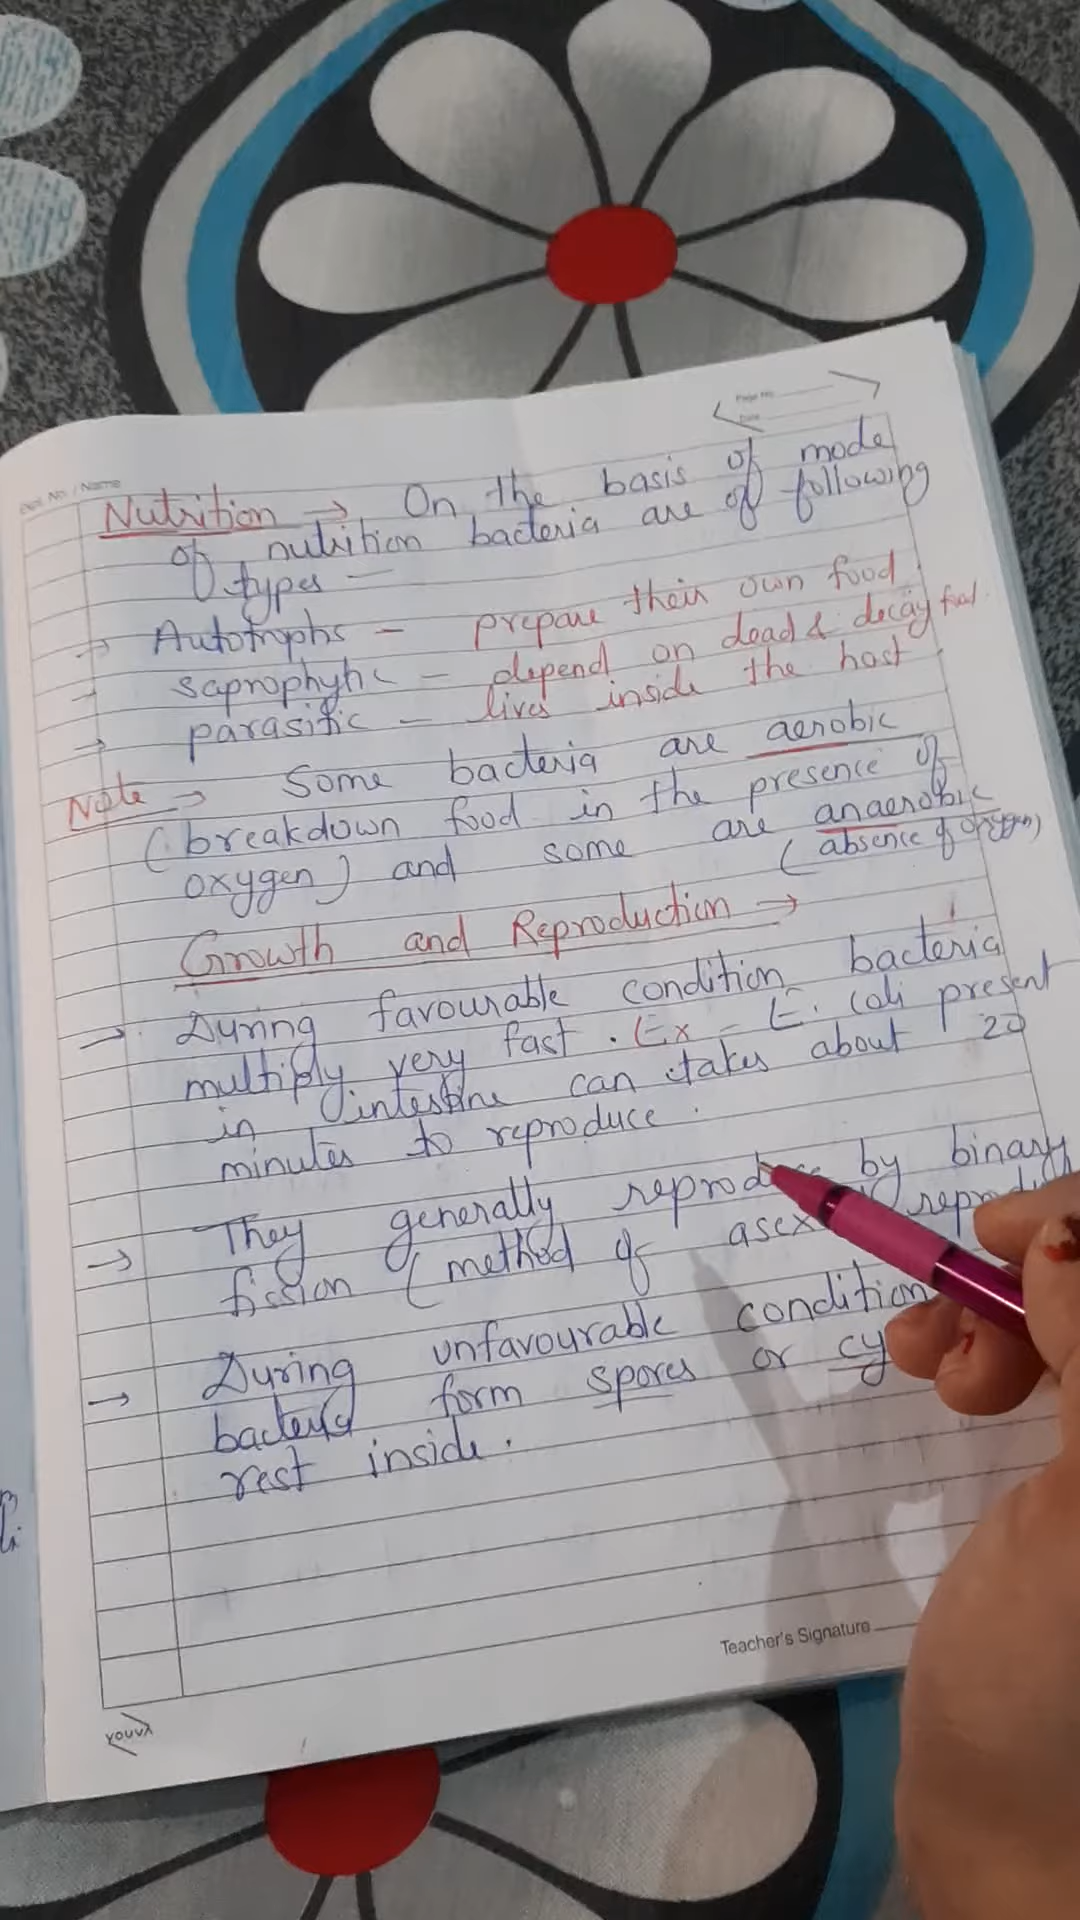 Page No.
Date
Nutrition → On the basis of mode
of nutrition bacteria are of following
types —
→ Autotrophs — prepare their own food
→ saprophytic — depend on dead & decay food.
→ parasitic — lives inside the host
Note → Some bacteria are aerobic
(breakdown food in the presence of
oxygen) and some are anaerobic
(absence of oxygen)
Growth and Reproduction →
→ During favourable condition bacteria
multiply very fast. Ex - E. coli present
in intestine can takes about 20
minutes to reproduce.
→ They generally by binary
fission (method of
→ During unfavourable condition
bacteria form spores or
rest inside.
Teacher's Signature
YOUVA